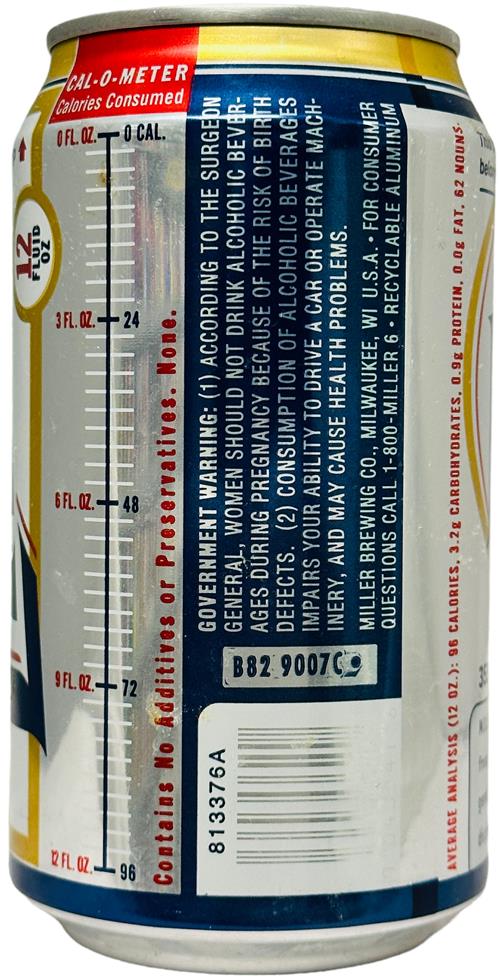 CAL-O-METER
Calories Consumed
0 FL. OZ. 0 CAL.
3 FL. OZ. 24
6 FL. OZ. 48
9 FL. OZ. 72
12 FL. OZ. 96
12
FLUID
OZ
Contains No Additives or Preservatives. None.
GOVERNMENT WARNING: (1) ACCORDING TO THE SURGEON
GENERAL, WOMEN SHOULD NOT DRINK ALCOHOLIC BEVER-
AGES DURING PREGNANCY BECAUSE OF THE RISK OF BIRTH
DEFECTS. (2) CONSUMPTION OF ALCOHOLIC BEVERAGES
IMPAIRS YOUR ABILITY TO DRIVE A CAR OR OPERATE MACH-
INERY, AND MAY CAUSE HEALTH PROBLEMS.
MILLER BREWING CO., MILWAUKEE, WI U.S.A. • FOR CONSUMER
QUESTIONS CALL 1-800-MILLER 6 • RECYCLABLE ALUMINUM
B82 9007C
813376A
AVERAGE ANALYSIS (12 OZ.): 96 CALORIES, 3.2g CARBOHYDRATES, 0.9g PROTEIN, 0.0g FAT, 62 NOUNS.